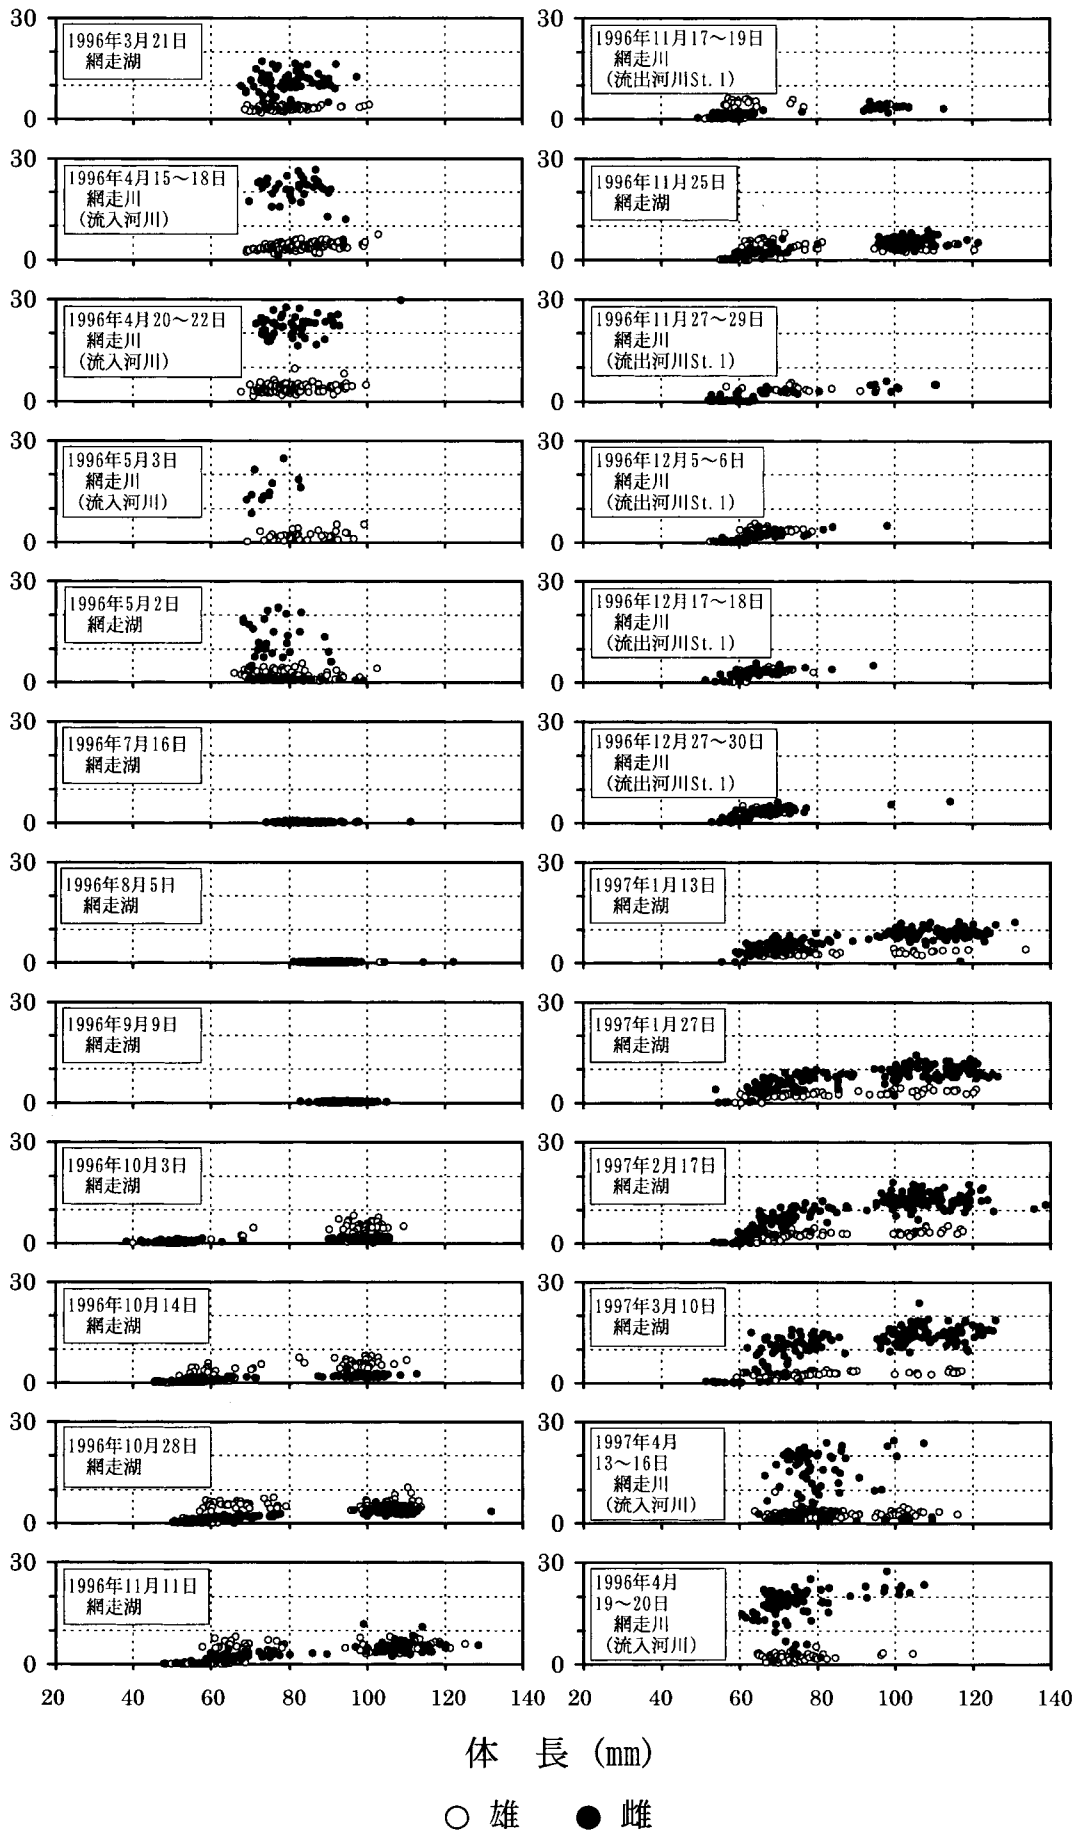 30
0
1996年3月21日
網走湖
30
0
1996年4月15〜18日
網走川
(流入河川)
30
0
1996年4月20〜22日
網走川
(流入河川)
30
0
1996年5月3日
網走川
(流入河川)
30
0
1996年5月2日
網走湖
30
0
1996年7月16日
網走湖
30
0
1996年8月5日
網走湖
30
0
1996年9月9日
網走湖
30
0
1996年10月3日
網走湖
30
0
1996年10月14日
網走湖
30
0
1996年10月28日
網走湖
30
0
1996年11月11日
網走湖
20 40 60 80 100 120 140
30
0
1996年11月17〜19日
網走川
(流出河川St.1)
30
0
1996年11月25日
網走湖
30
0
1996年11月27〜29日
網走川
(流出河川St.1)
30
0
1996年12月5〜6日
網走川
(流出河川St.1)
30
0
1996年12月17〜18日
網走川
(流出河川St.1)
30
0
1996年12月27〜30日
網走川
(流出河川St.1)
30
0
1997年1月13日
網走湖
30
0
1997年1月27日
網走湖
30
0
1997年2月17日
網走湖
30
0
1997年3月10日
網走湖
30
0
1997年4月
13〜16日
網走川
(流入河川)
30
0
1996年4月
19〜20日
網走川
(流入河川)
20 40 60 80 100 120 140
体 長 (mm)
○ 雄 ● 雌